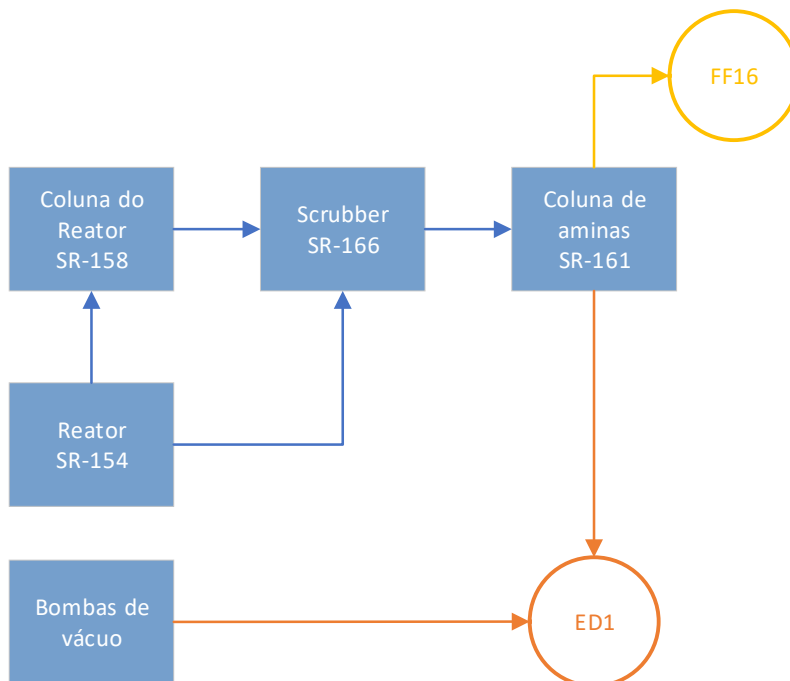 FF16
Coluna do
Reator
SR-158
Scrubber
SR-166
Coluna de
aminas
SR-161
Reator
SR-154
Bombas de
vácuo
ED1